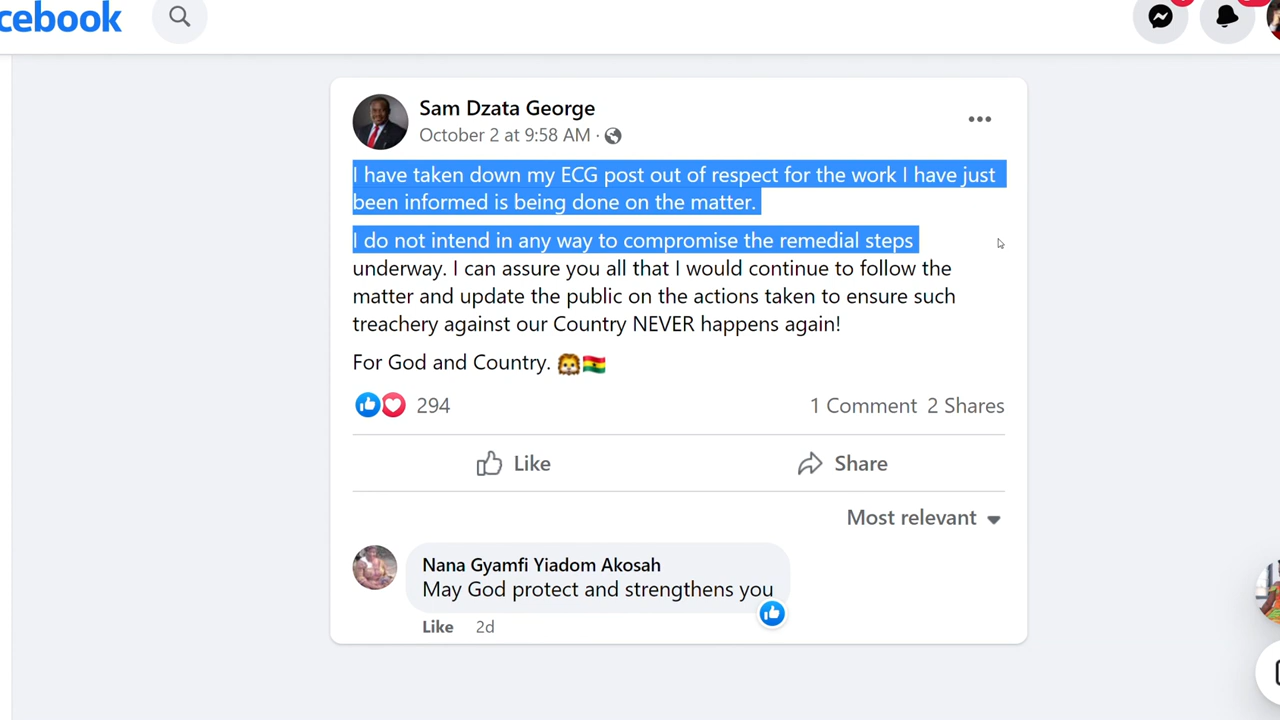 cebook
Sam Dzata George
October 2 at 9:58 AM ·
I have taken down my ECG post out of respect for the work I have just
been informed is being done on the matter.
I do not intend in any way to compromise the remedial steps
underway. I can assure you all that I would continue to follow the
matter and update the public on the actions taken to ensure such
treachery against our Country NEVER happens again!
For God and Country. 🦁🇬🇭
294
1 Comment 2 Shares
Like
Share
Most relevant
Nana Gyamfi Yiadom Akosah
May God protect and strengthens you
Like 2d